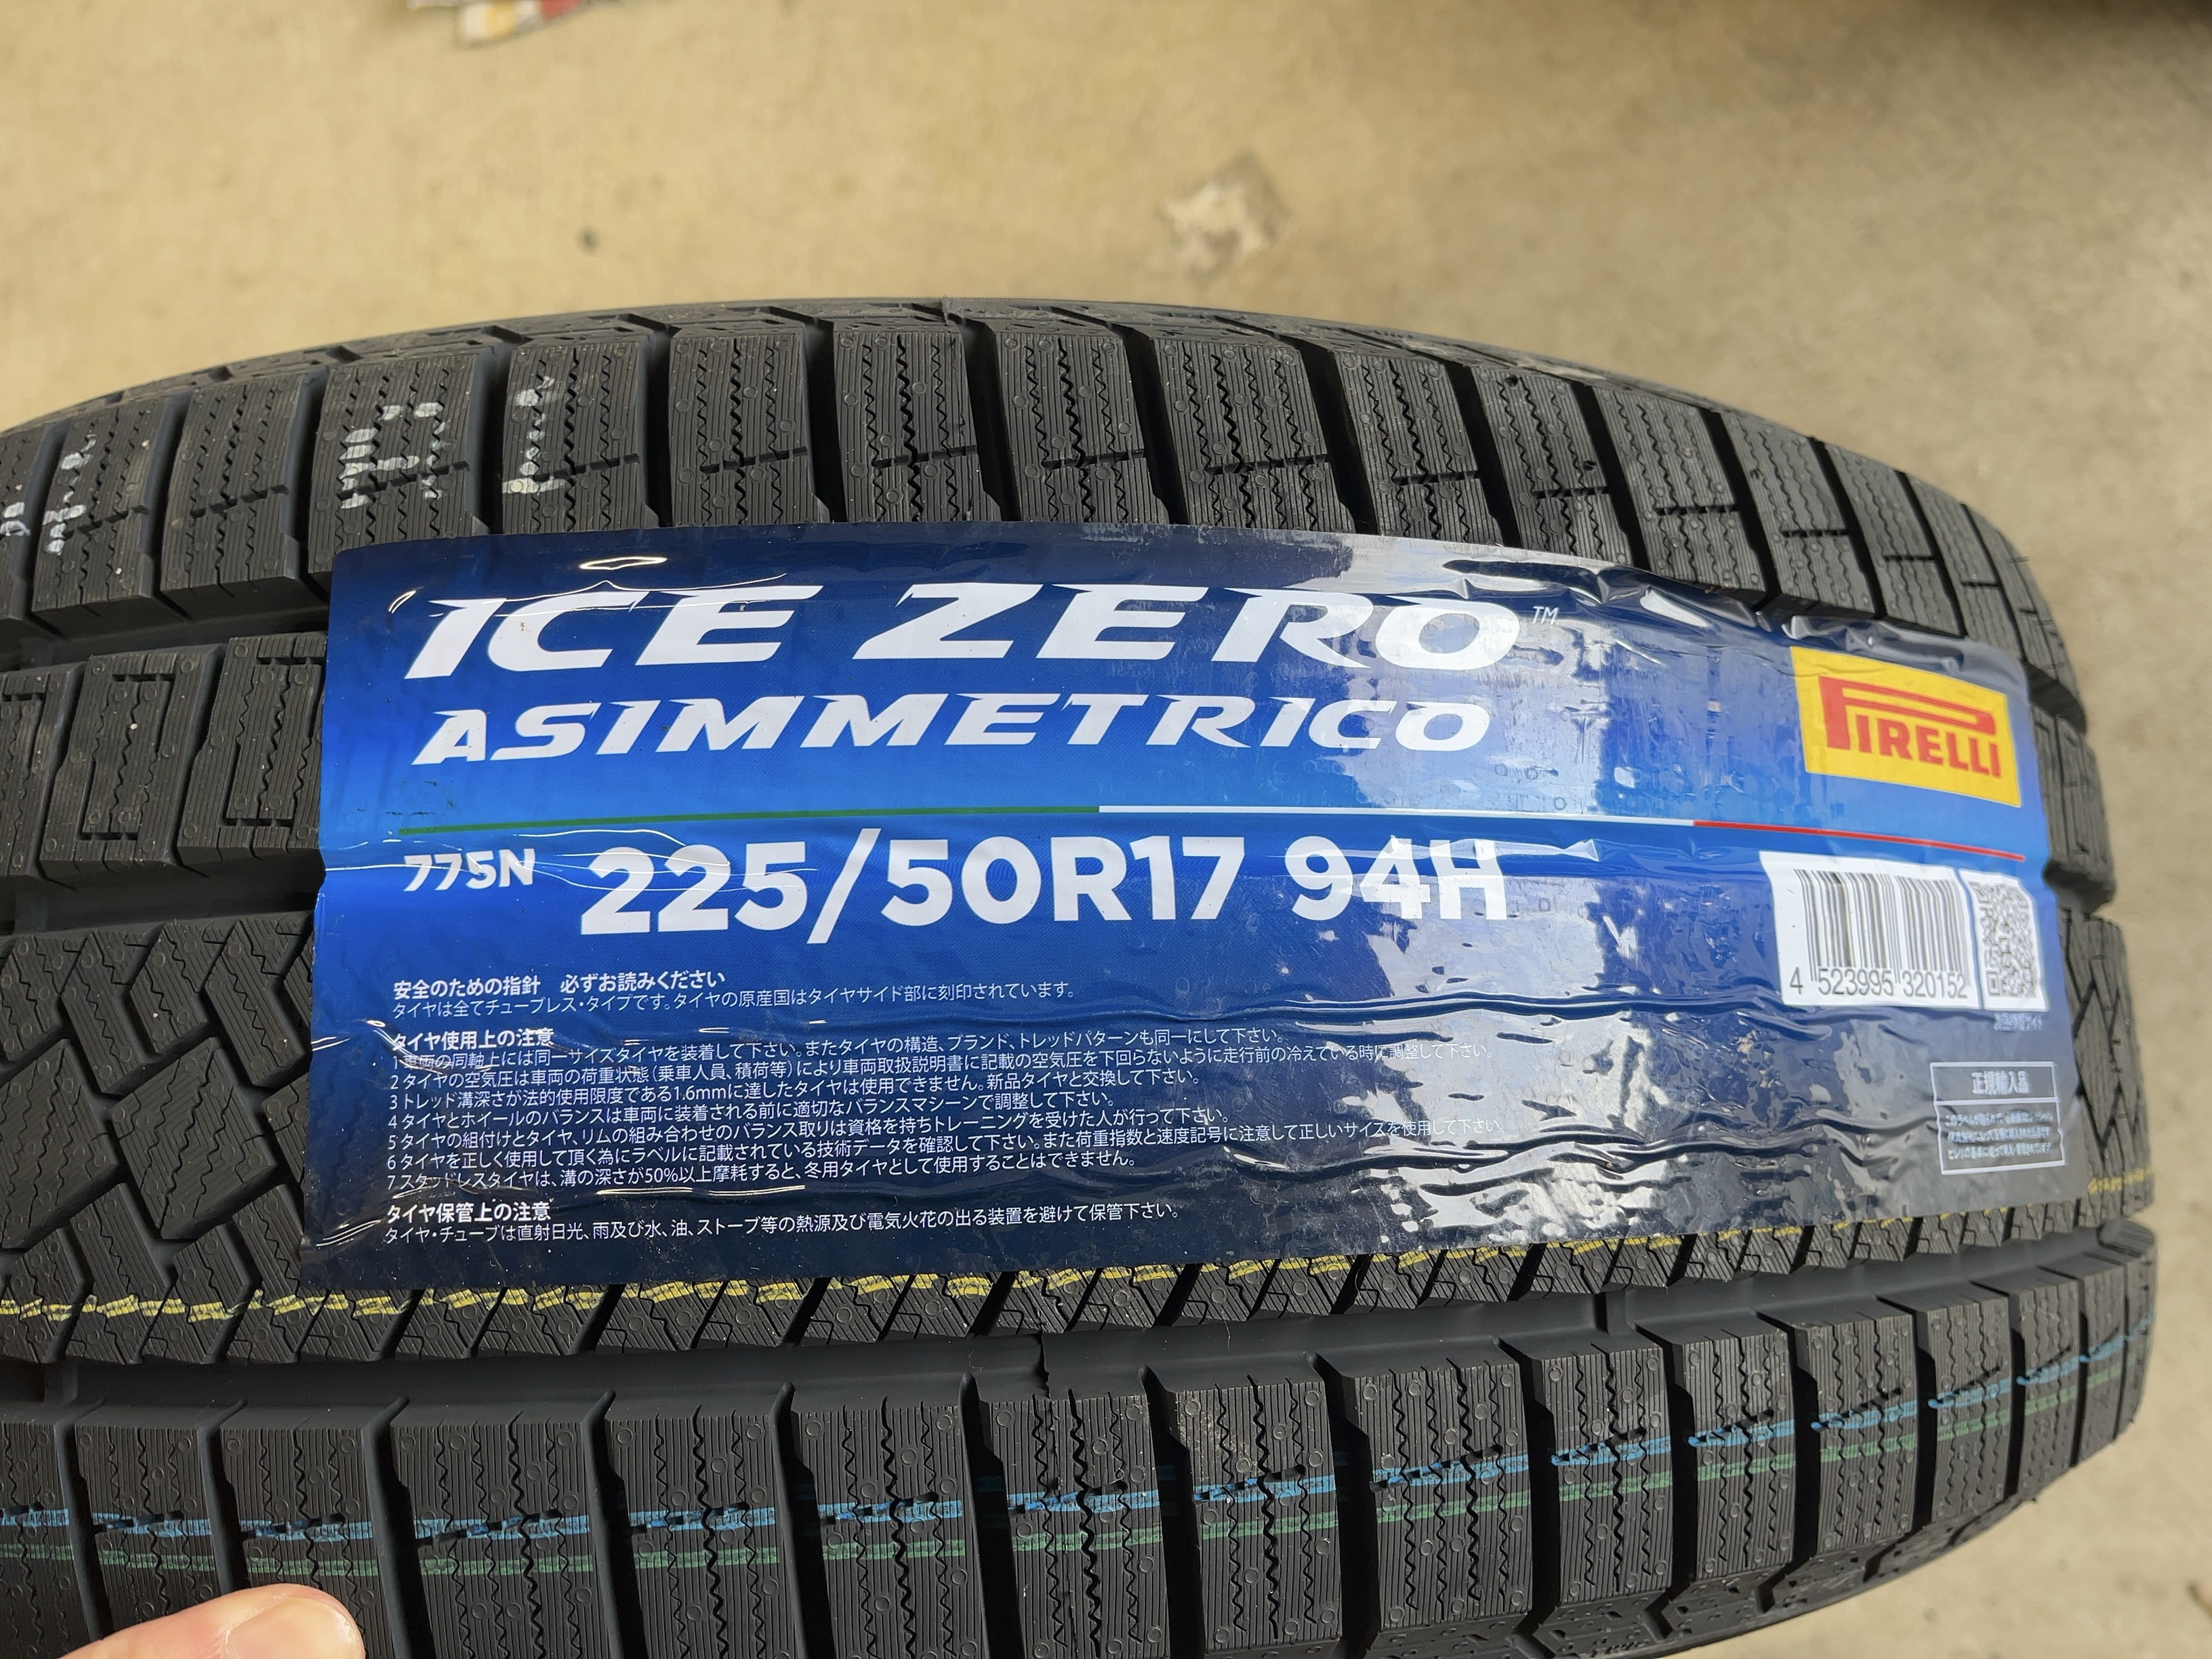 ICE ZERO™
ASIMMETRICO
PIRELLI
775N 225/50R17 94H
4 523995 320152
安全のための指針 必ずお読みください
タイヤは全てチューブレス・タイプです。タイヤの原産国はタイヤサイド部に刻印されています。
タイヤ使用上の注意
1 車両の同軸上には同一サイズタイヤを装着して下さい。またタイヤの構造、ブランド、トレッドパターンも同一にして下さい。
2 タイヤの空気圧は車両の荷重状態(乗車人員、積荷等)により車両取扱説明書に記載の空気圧を下回らないように走行前の冷えている時に調整して下さい。
3 トレッド溝深さが法的使用限度である1.6mmに達したタイヤは使用できません。新品タイヤと交換して下さい。
4 タイヤとホイールのバランスは車両に装着される前に適切なバランスマシーンで調整して下さい。
5 タイヤの組付けとタイヤ、リムの組み合わせのバランス取りは資格を持ちトレーニングを受けた人が行って下さい。
6 タイヤを正しく使用して頂く為にラベルに記載されている技術データを確認して下さい。また荷重指数と速度記号に注意して正しいサイズを使用して下さい。
7 スタッドレスタイヤは、溝の深さが50%以上摩耗すると、冬用タイヤとして使用することはできません。
タイヤ保管上の注意
タイヤ・チューブは直射日光、雨及び水、油、ストーブ等の熱源及び電気火花の出る装置を避けて保管下さい。
正規輸入品